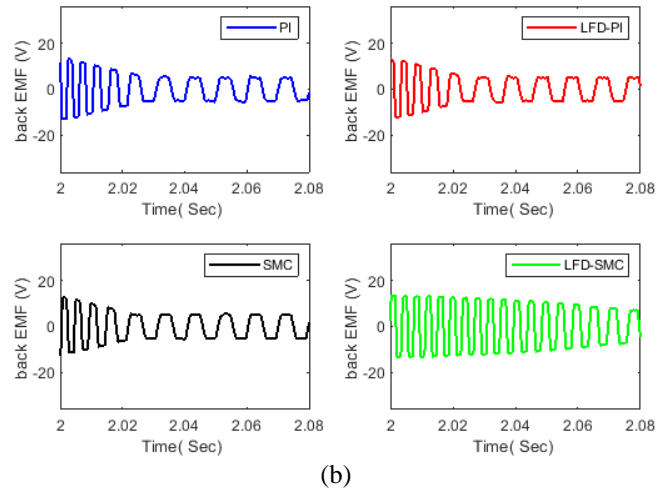 PI
back EMF (V)
20
0
-20
2
2.02
2.04
2.06
2.08
Time( Sec)
LFD-PI
back EMF (V)
20
0
-20
2
2.02
2.04
2.06
2.08
Time( Sec)
SMC
back EMF (V)
20
0
-20
2
2.02
2.04
2.06
2.08
Time( Sec)
LFD-SMC
back EMF (V)
20
0
-20
2
2.02
2.04
2.06
2.08
Time( Sec)
(b)